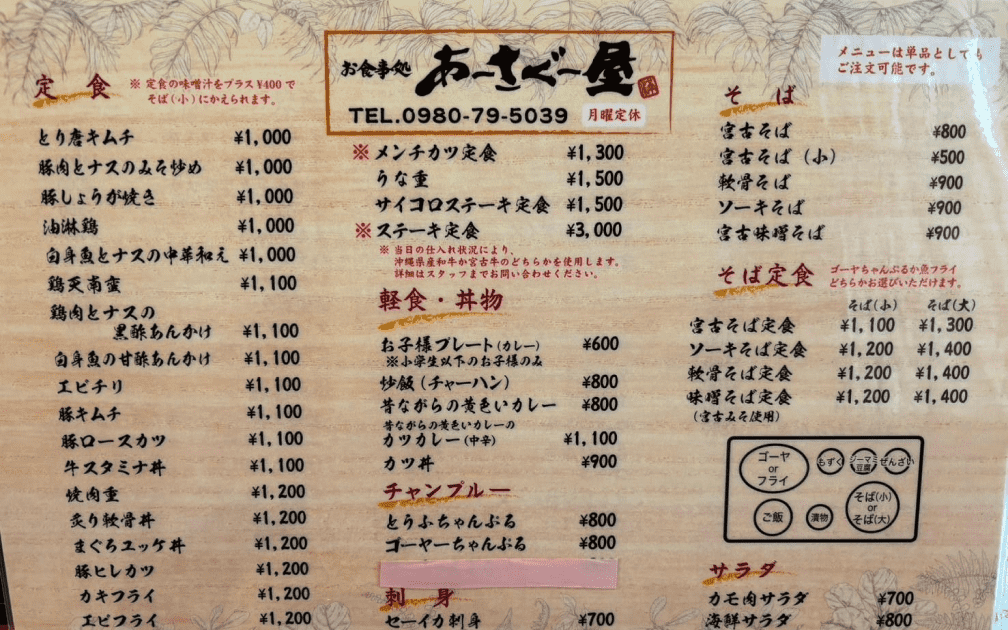 お食事処 あーさぐー屋
TEL.0980-79-5039 月曜定休
メニューは単品としても
ご注文可能です。
定食
※ 定食の味噌汁をプラス¥400で
そば(小)にかえられます。
とり唐キムチ ¥1,000
豚肉とナスのみそ炒め ¥1,000
豚しょうが焼き ¥1,000
油淋鶏 ¥1,000
白身魚とナスの中華和え ¥1,000
鶏天南蛮 ¥1,100
鶏肉とナスの
黒酢あんかけ ¥1,100
白身魚の甘酢あんかけ ¥1,100
エビチリ ¥1,100
豚キムチ ¥1,100
豚ロースカツ ¥1,100
牛スタミナ丼 ¥1,100
焼肉重 ¥1,200
炙り軟骨丼 ¥1,200
まぐろユッケ丼 ¥1,200
豚ヒレカツ ¥1,200
カキフライ ¥1,200
エビフライ ¥1,200
※ メンチカツ定食 ¥1,300
うな重 ¥1,500
サイコロステーキ定食 ¥1,500
※ ステーキ定食 ¥3,000
※ 当日の仕入れ状況により、
沖縄県産和牛か宮古牛のどちらかを使用します。
詳細はスタッフまでお問い合わせください。
軽食・丼物
お子様プレート(カレー) ¥600
※小学生以下のお子様のみ
炒飯(チャーハン) ¥800
昔ながらの黄色いカレー ¥800
昔ながらの黄色いカレーの
カツカレー(中辛) ¥1,100
カツ丼 ¥900
チャンプルー
とうふちゃんぷる ¥800
ゴーヤーちゃんぷる ¥800
刺身
セーイカ刺身 ¥700
そば
宮古そば ¥800
宮古そば(小) ¥500
軟骨そば ¥900
ソーキそば ¥900
宮古味噌そば ¥900
そば定食
ゴーヤちゃんぷるか魚フライ
どちらかお選びいただけます。
そば(小) そば(大)
宮古そば定食 ¥1,100 ¥1,300
ソーキそば定食 ¥1,200 ¥1,400
軟骨そば定食 ¥1,200 ¥1,400
味噌そば定食 ¥1,200 ¥1,400
(宮古みそ使用)
ゴーヤ
or
フライ
もずく
ジーマミ
豆腐
ぜんざい
ご飯
漬物
そば(小)
or
そば(大)
サラダ
カモ肉サラダ ¥700
海鮮サラダ ¥800